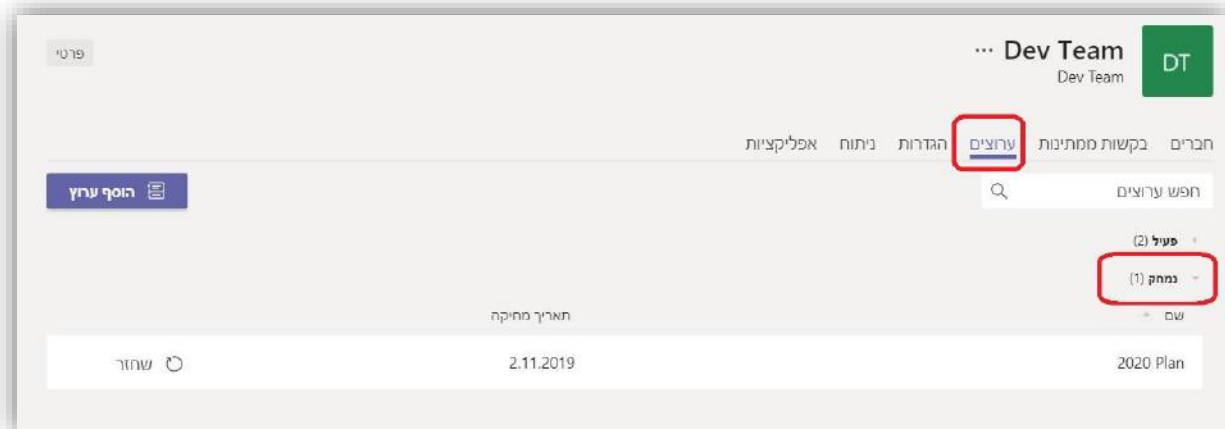 Dev Team ...
DT
Dev Team
פרטי
חברים בקשות ממתינות ערוצים הגדרות ניתוח אפליקציות
חפש ערוצים
הוסף ערוץ
פעיל (2)
נמחק (1)
שם תאריך מחיקה
2020 Plan 2.11.2019 שחזר